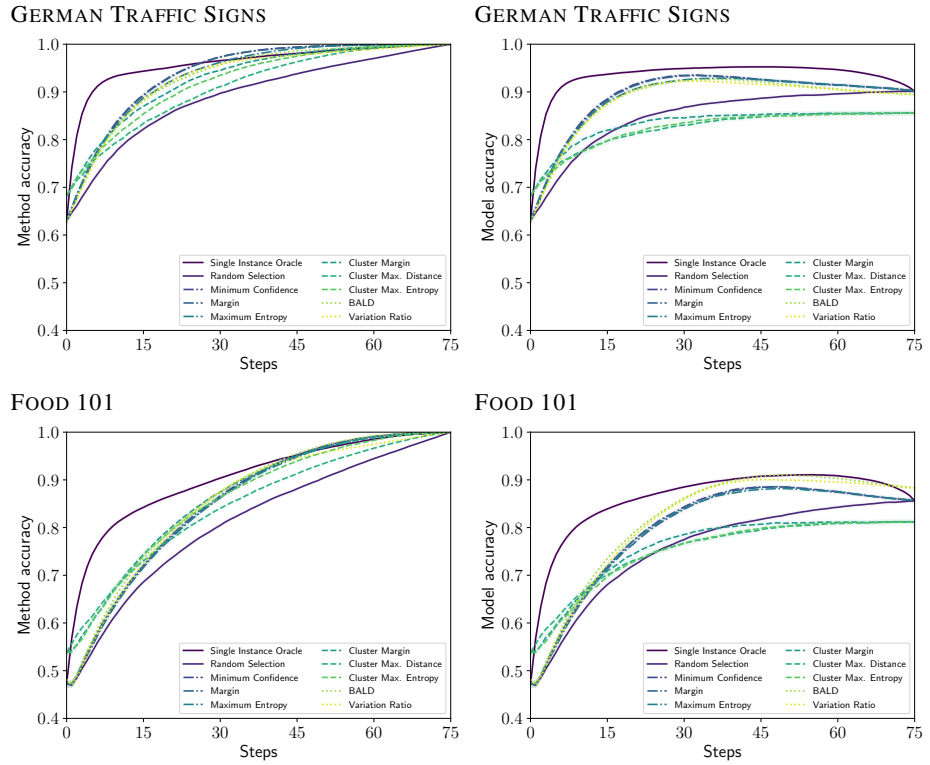 GERMAN TRAFFIC SIGNS
1.0
0.9
0.8
0.7
0.6
0.5
0.4
Method accuracy
Single Instance Oracle
Random Selection
Minimum Confidence
Margin
Maximum Entropy
Cluster Margin
Cluster Max. Distance
Cluster Max. Entropy
BALD
Variation Ratio
0 15 30 45 60 75
Steps
GERMAN TRAFFIC SIGNS
1.0
0.9
0.8
0.7
0.6
0.5
0.4
Model accuracy
Single Instance Oracle
Random Selection
Minimum Confidence
Margin
Maximum Entropy
Cluster Margin
Cluster Max. Distance
Cluster Max. Entropy
BALD
Variation Ratio
0 15 30 45 60 75
Steps
FOOD 101
1.0
0.9
0.8
0.7
0.6
0.5
0.4
Method accuracy
Single Instance Oracle
Random Selection
Minimum Confidence
Margin
Maximum Entropy
Cluster Margin
Cluster Max. Distance
Cluster Max. Entropy
BALD
Variation Ratio
0 15 30 45 60 75
Steps
FOOD 101
1.0
0.9
0.8
0.7
0.6
0.5
0.4
Model accuracy
Single Instance Oracle
Random Selection
Minimum Confidence
Margin
Maximum Entropy
Cluster Margin
Cluster Max. Distance
Cluster Max. Entropy
BALD
Variation Ratio
0 15 30 45 60 75
Steps